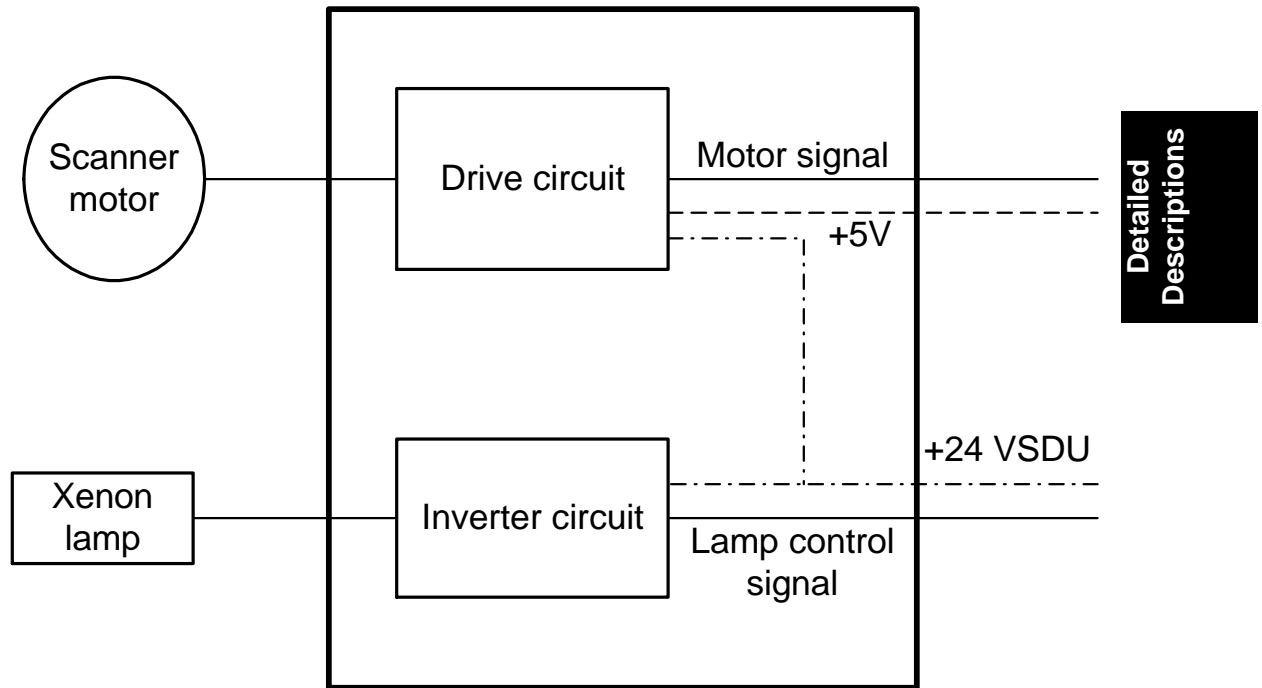 Scanner
motor
Drive circuit
Motor signal
+5V
Detailed
Descriptions
+24 VSDU
Xenon
lamp
Inverter circuit
Lamp control
signal